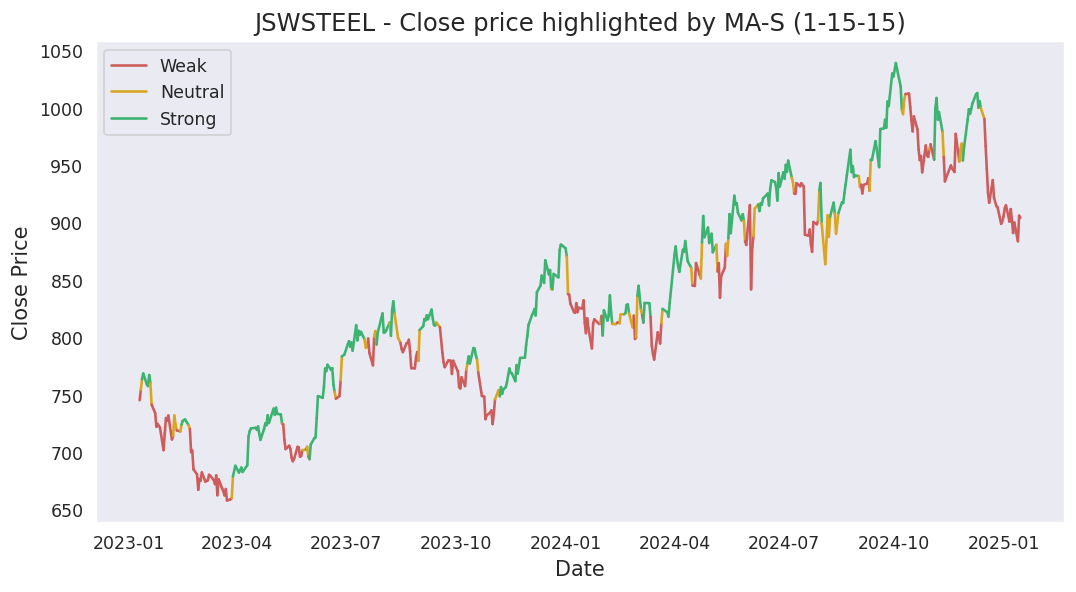 JSWSTEEL - Close price highlighted by MA-S (1-15-15)
Weak
Neutral
Strong
Close Price
1050
1000
950
900
850
800
750
700
650
2023-01 2023-04 2023-07 2023-10 2024-01 2024-04 2024-07 2024-10 2025-01
Date